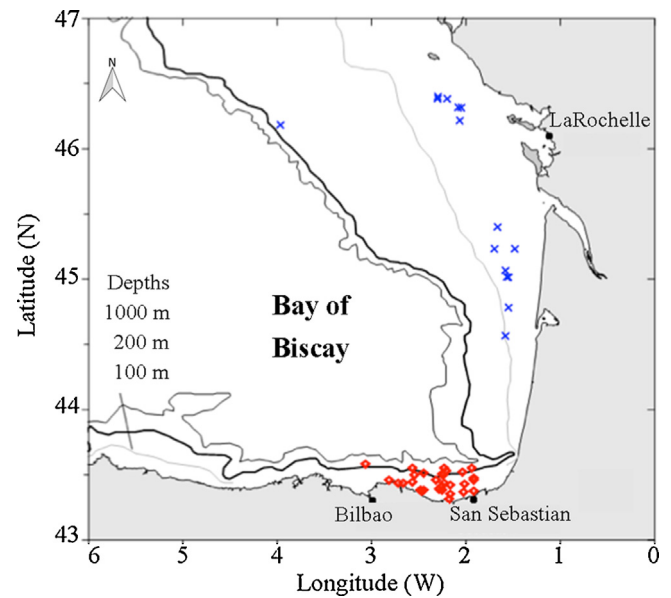 47
N
LaRochelle
46
Latitude (N)
45
Depths
1000 m
200 m
100 m
Bay of
Biscay
44
Bilbao
San Sebastian
43
6
5
4
3
2
1
0
Longitude (W)